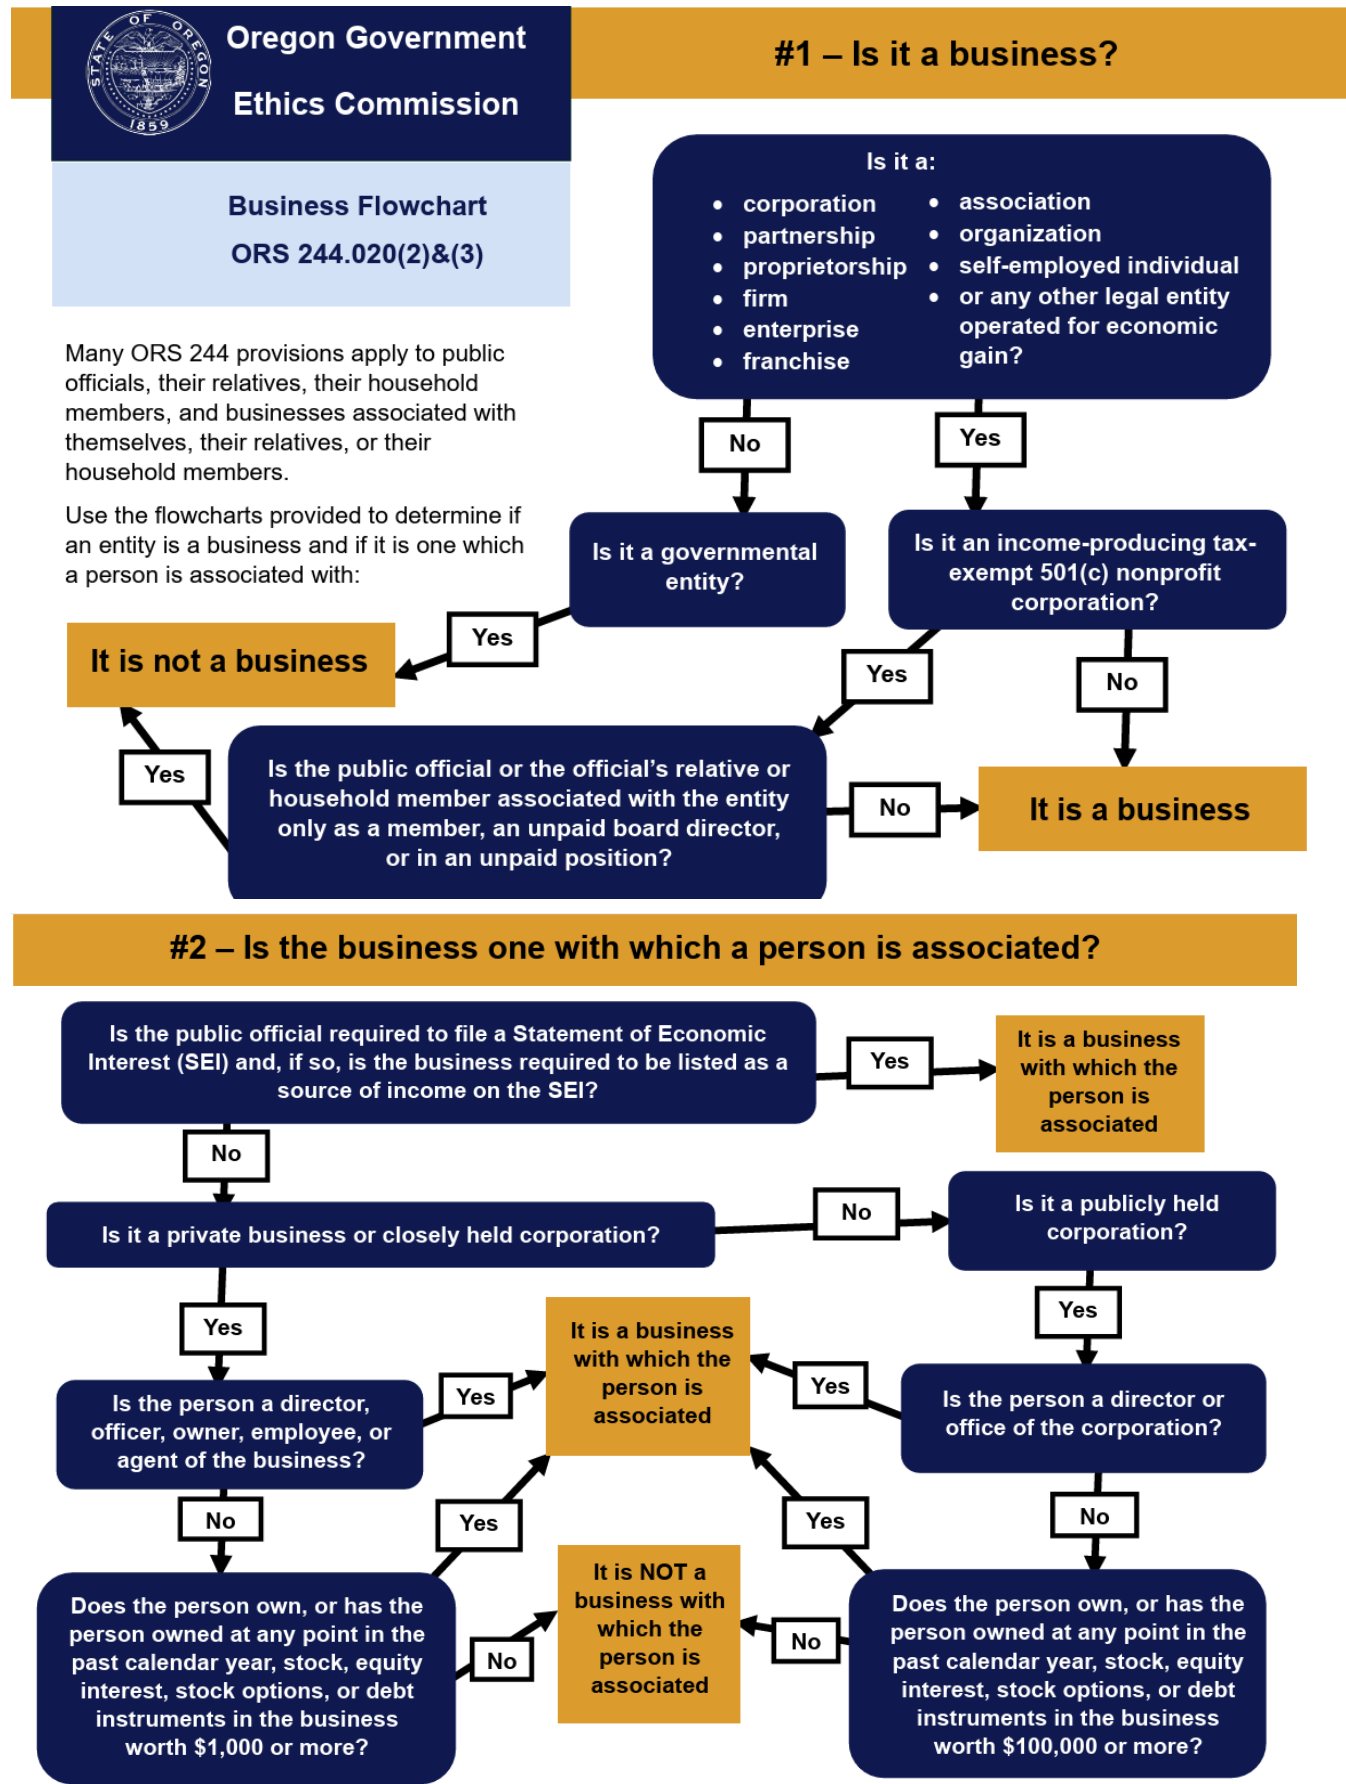 STATE OF OREGON
1859
Oregon Government
Ethics Commission
Business Flowchart
ORS 244.020(2)&(3)
Many ORS 244 provisions apply to public
officials, their relatives, their household
members, and businesses associated with
themselves, their relatives, or their
household members.
Use the flowcharts provided to determine if
an entity is a business and if it is one which
a person is associated with:
#1 – Is it a business?
Is it a:
• corporation
• partnership
• proprietorship
• firm
• enterprise
• franchise
• association
• organization
• self-employed individual
• or any other legal entity
operated for economic
gain?
No
Yes
Is it a governmental
entity?
Is it an income-producing tax-
exempt 501(c) nonprofit
corporation?
Yes
It is not a business
Yes
No
Yes
Is the public official or the official's relative or
household member associated with the entity
only as a member, an unpaid board director,
or in an unpaid position?
No
It is a business
#2 – Is the business one with which a person is associated?
Is the public official required to file a Statement of Economic
Interest (SEI) and, if so, is the business required to be listed as a
source of income on the SEI?
Yes
It is a business
with which the
person is
associated
No
Is it a private business or closely held corporation?
No
Is it a publicly held
corporation?
Yes
Yes
Is the person a director,
officer, owner, employee, or
agent of the business?
Yes
It is a business
with which the
person is
associated
Yes
Is the person a director or
office of the corporation?
No
Yes
Yes
No
Does the person own, or has the
person owned at any point in the
past calendar year, stock, equity
interest, stock options, or debt
instruments in the business
worth $1,000 or more?
No
It is NOT a
business with
which the
person is
associated
No
Does the person own, or has the
person owned at any point in the
past calendar year, stock, equity
interest, stock options, or debt
instruments in the business
worth $100,000 or more?